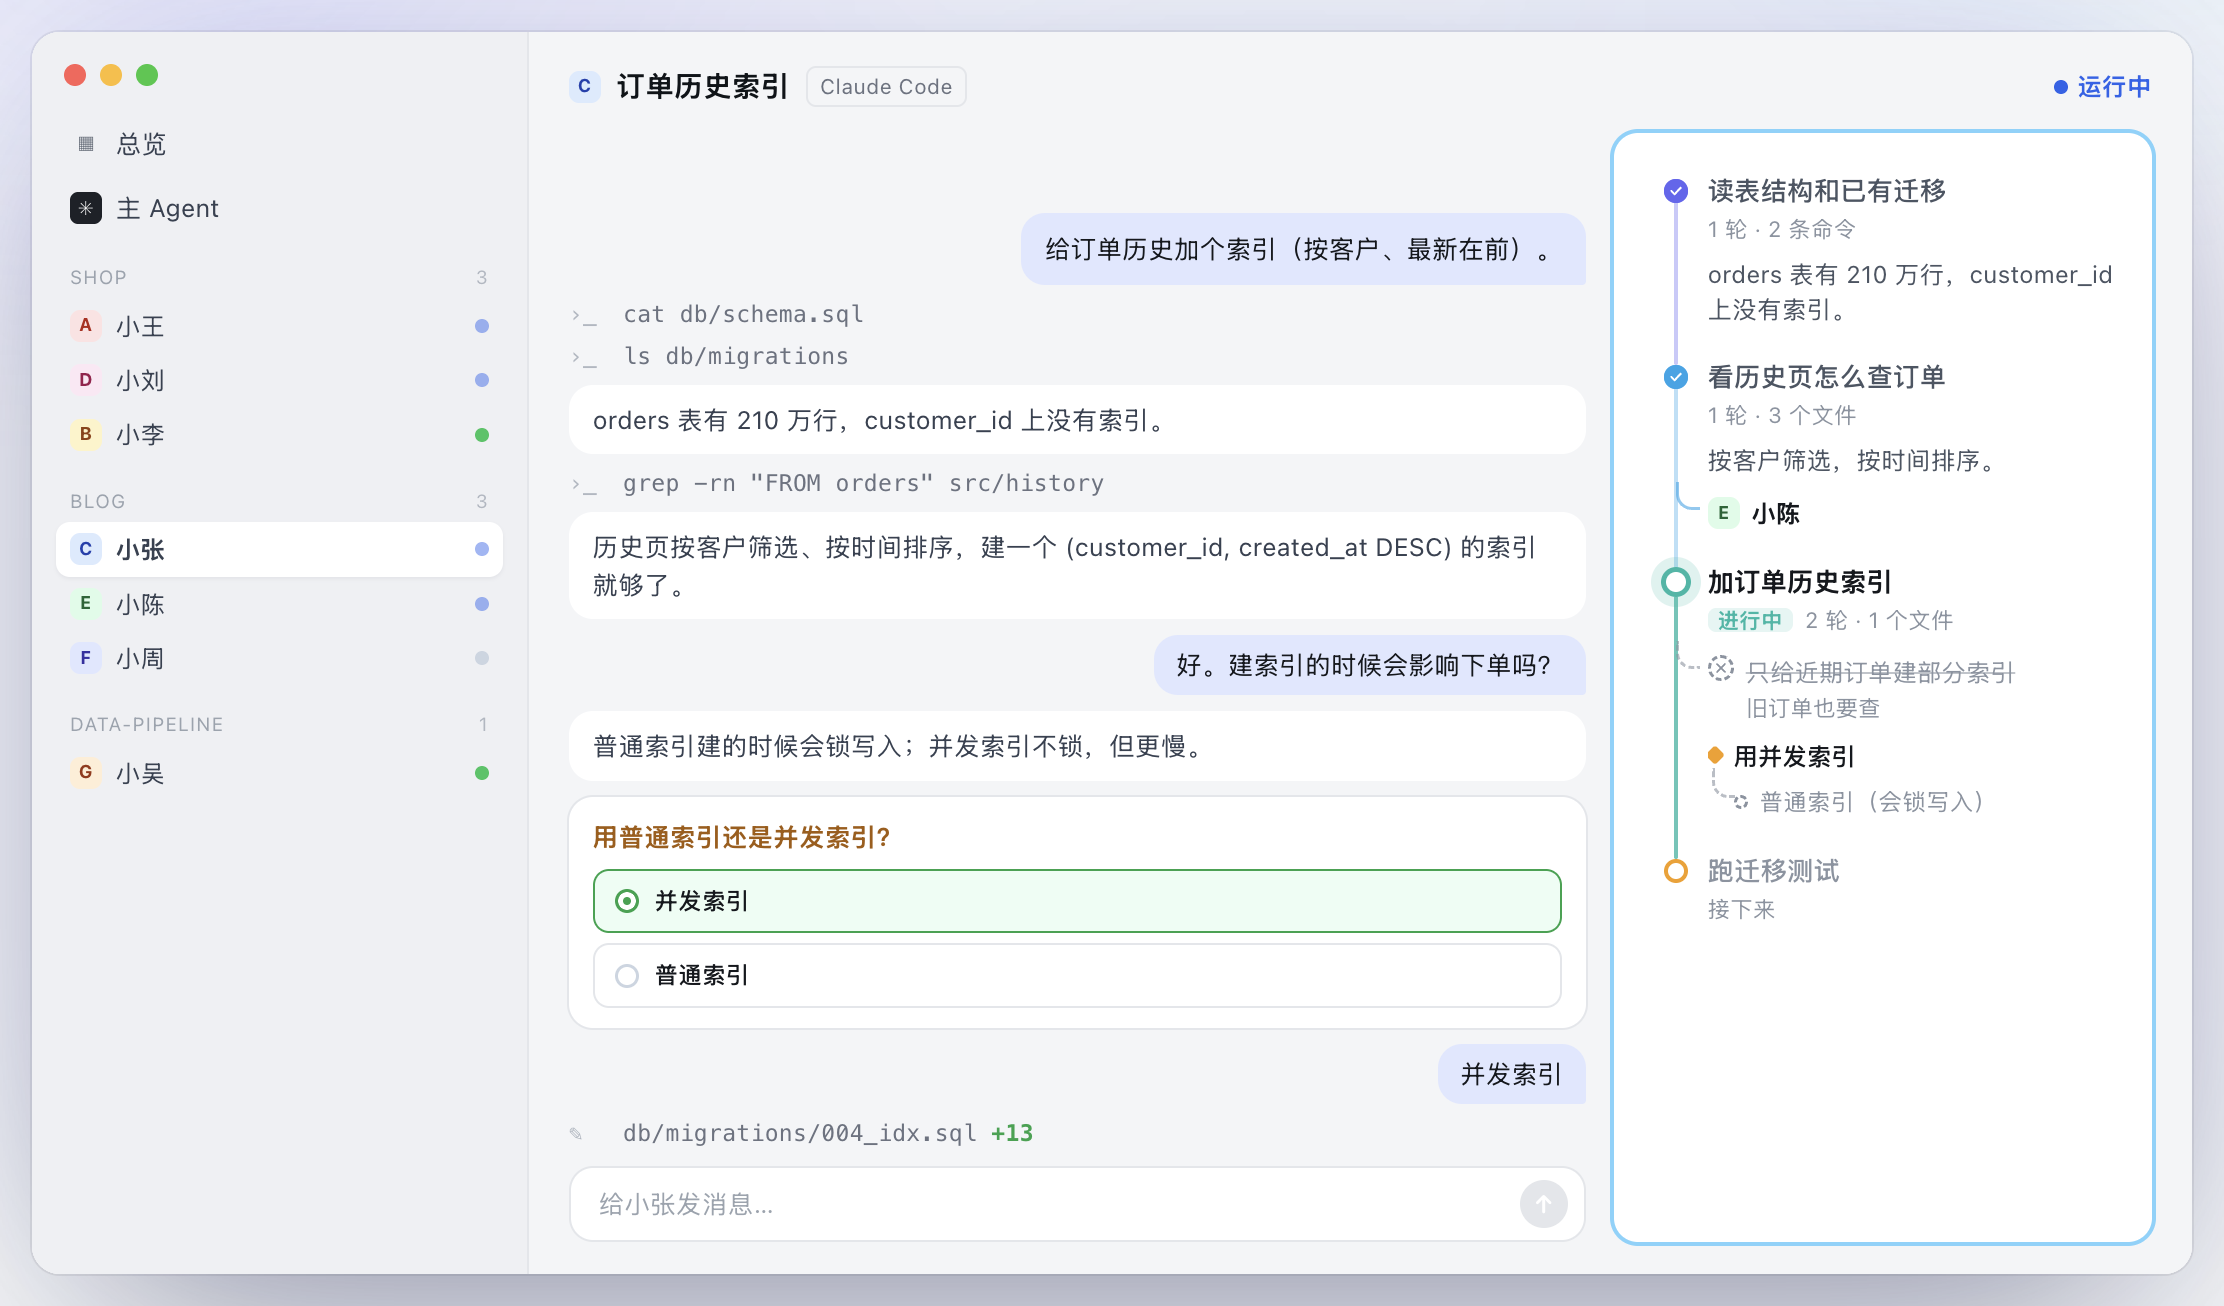 总览
主 Agent
SHOP 3
A 小王
D 小刘
B 小李
BLOG 3
C 小张
E 小陈
F 小周
DATA-PIPELINE 1
G 小吴
C 订单历史索引 Claude Code
运行中
给订单历史加个索引（按客户、最新在前）。
›_ cat db/schema.sql
›_ ls db/migrations
orders 表有 210 万行，customer_id 上没有索引。
›_ grep -rn "FROM orders" src/history
历史页按客户筛选、按时间排序，建一个 (customer_id, created_at DESC) 的索引
就够了。
好。建索引的时候会影响下单吗？
普通索引建的时候会锁写入；并发索引不锁，但更慢。
用普通索引还是并发索引？
并发索引
普通索引
并发索引
db/migrations/004_idx.sql +13
给小张发消息…
读表结构和已有迁移
1 轮 · 2 条命令
orders 表有 210 万行，customer_id
上没有索引。
看历史页怎么查订单
1 轮 · 3 个文件
按客户筛选，按时间排序。
E 小陈
加订单历史索引
进行中 2 轮 · 1 个文件
只给近期订单建部分索引
旧订单也要查
用并发索引
普通索引（会锁写入）
跑迁移测试
接下来